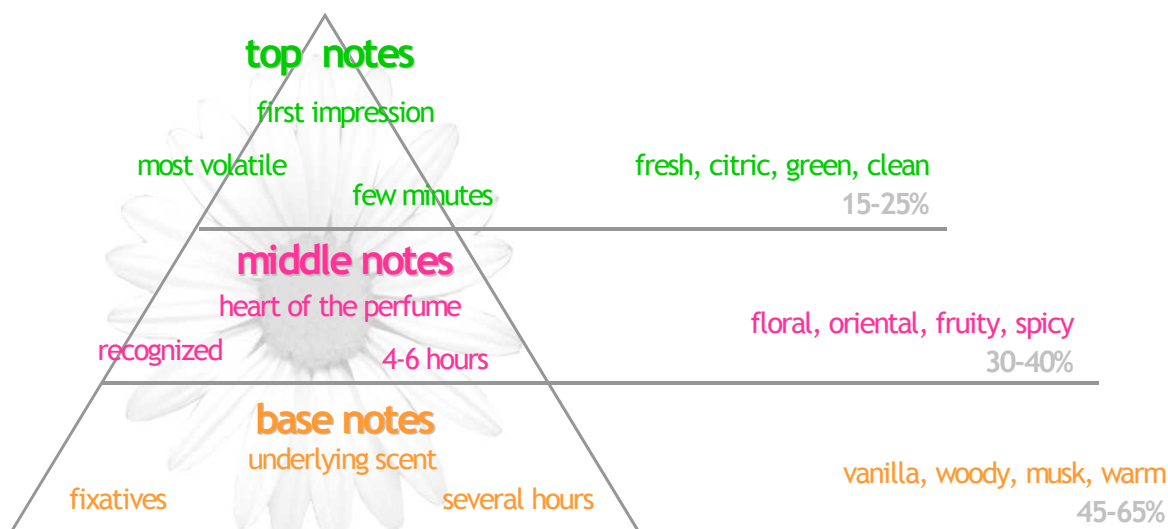 top notes
first impression
most volatile
few minutes
fresh, citric, green, clean
15-25%
middle notes
heart of the perfume
recognized
4-6 hours
floral, oriental, fruity, spicy
30-40%
base notes
underlying scent
fixatives
several hours
vanilla, woody, musk, warm
45-65%